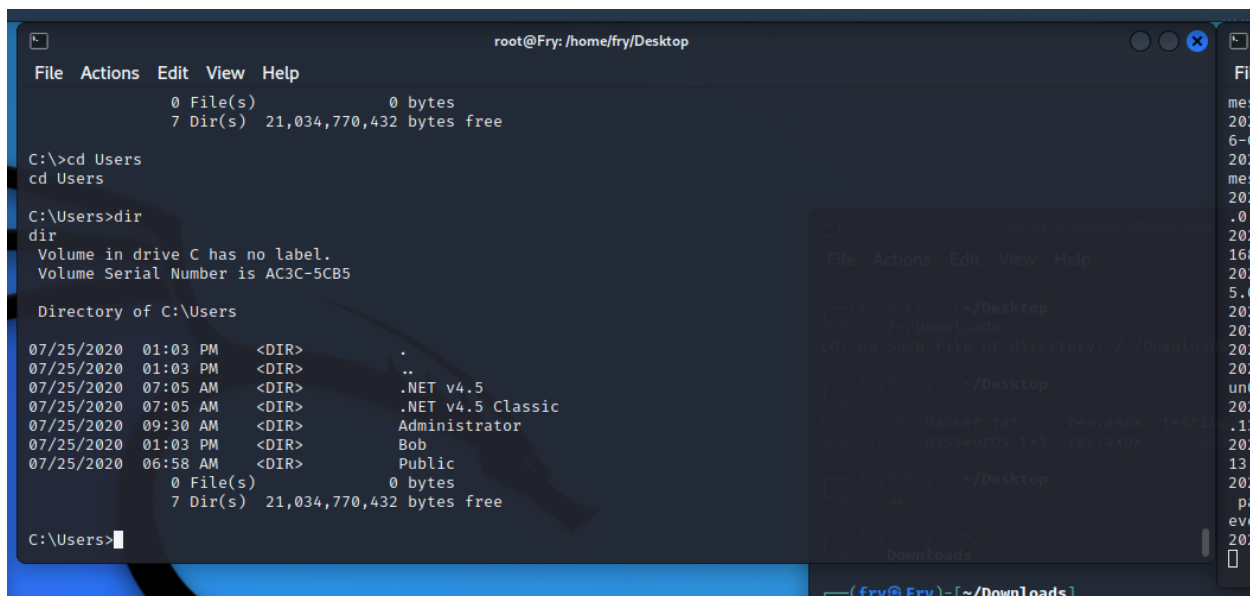 root@Fry: /home/fry/Desktop
File Actions Edit View Help
0 File(s) 0 bytes
7 Dir(s) 21,034,770,432 bytes free
C:\>cd Users
cd Users
C:\Users>dir
dir
Volume in drive C has no label.
Volume Serial Number is AC3C-5CB5
Directory of C:\Users
07/25/2020 01:03 PM <DIR> .
07/25/2020 01:03 PM <DIR> ..
07/25/2020 07:05 AM <DIR> .NET v4.5
07/25/2020 07:05 AM <DIR> .NET v4.5 Classic
07/25/2020 09:30 AM <DIR> Administrator
07/25/2020 01:03 PM <DIR> Bob
07/25/2020 06:58 AM <DIR> Public
0 File(s) 0 bytes
7 Dir(s) 21,034,770,432 bytes free
C:\Users>
File Actions Edit View Help
~/Desktop
/~/Downloads
cd: no such file or directory: /~/Downloads
~/Desktop
hacker.txt rev.aspx testing
passwords.txt rev.axpx
~/Desktop
Downloads
(fry㉿Fry)-[~/Downloads]